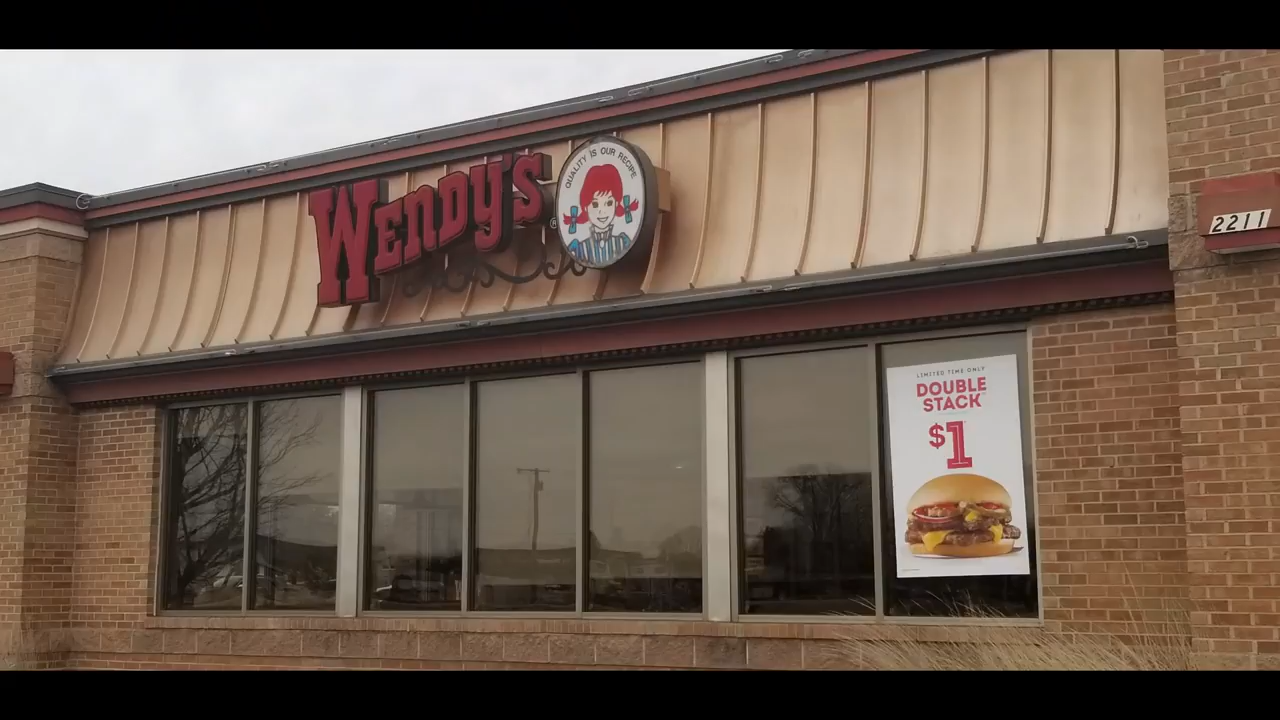 WENDY'S
QUALITY IS OUR RECIPE
2211
LIMITED TIME ONLY
DOUBLE
STACK
$1